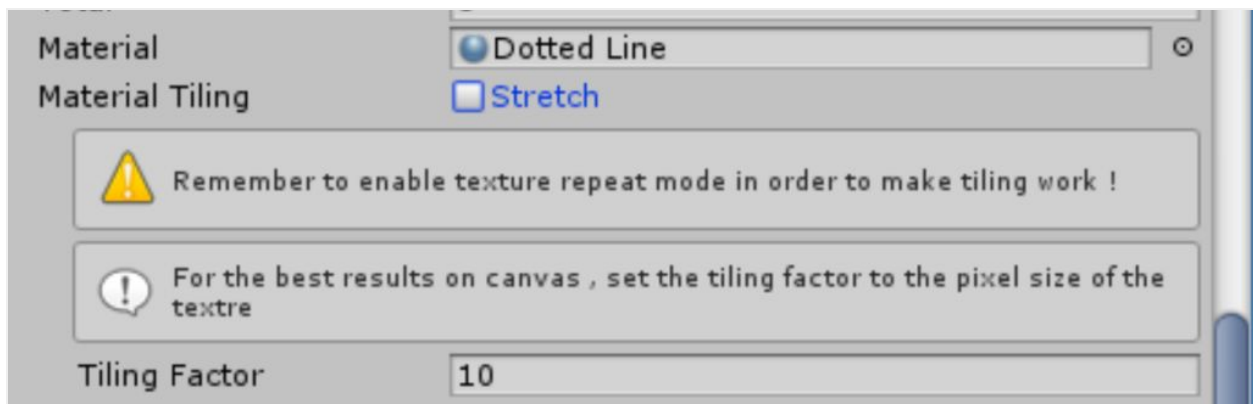 Material
Dotted Line
Material Tiling
Stretch
Remember to enable texture repeat mode in order to make tiling work !
For the best results on canvas , set the tiling factor to the pixel size of the
textre
Tiling Factor
10